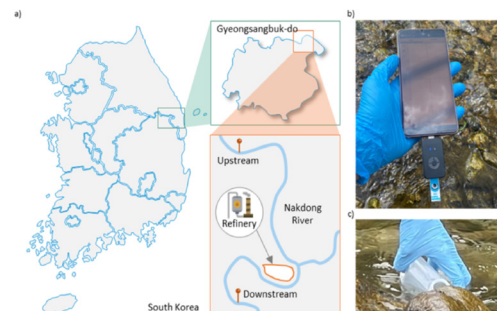 a)
Gyeongsangbuk-do
b)
Upstream
Refinery
Nakdong
River
c)
Downstream
South Korea